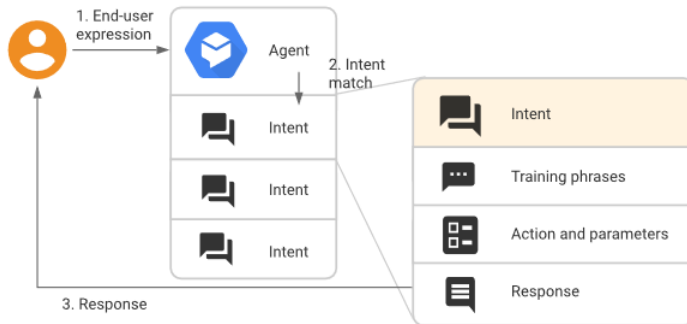 1. End-user
expression
Agent
2. Intent
match
Intent
Intent
Intent
Intent
Training phrases
Action and parameters
Response
3. Response